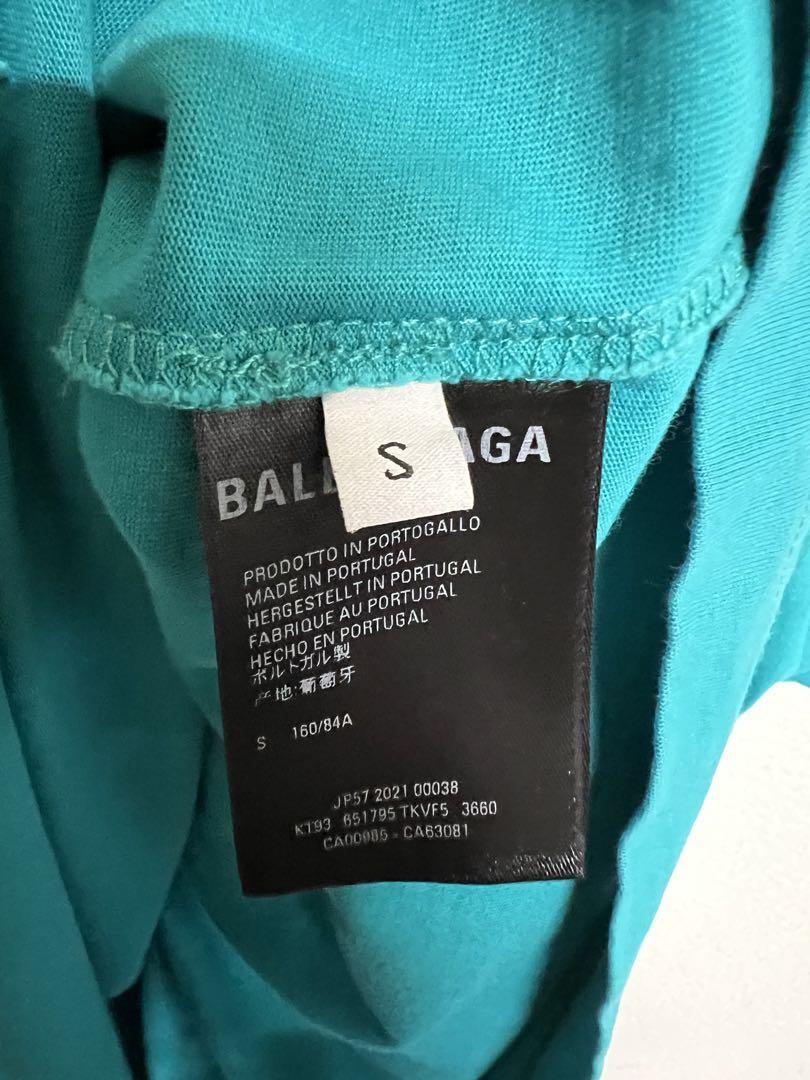 S
BAL AGA
PRODOTTO IN PORTOGALLO
MADE IN PORTUGAL
HERGESTELLT IN PORTUGAL
FABRIQUE AU PORTUGAL
HECHO EN PORTUGAL
ポルトガル製
产地:葡萄牙
S 160/84A
JP57 2021 00038
KT93 651795 TKVF5 3660
CA00985 - CA63081